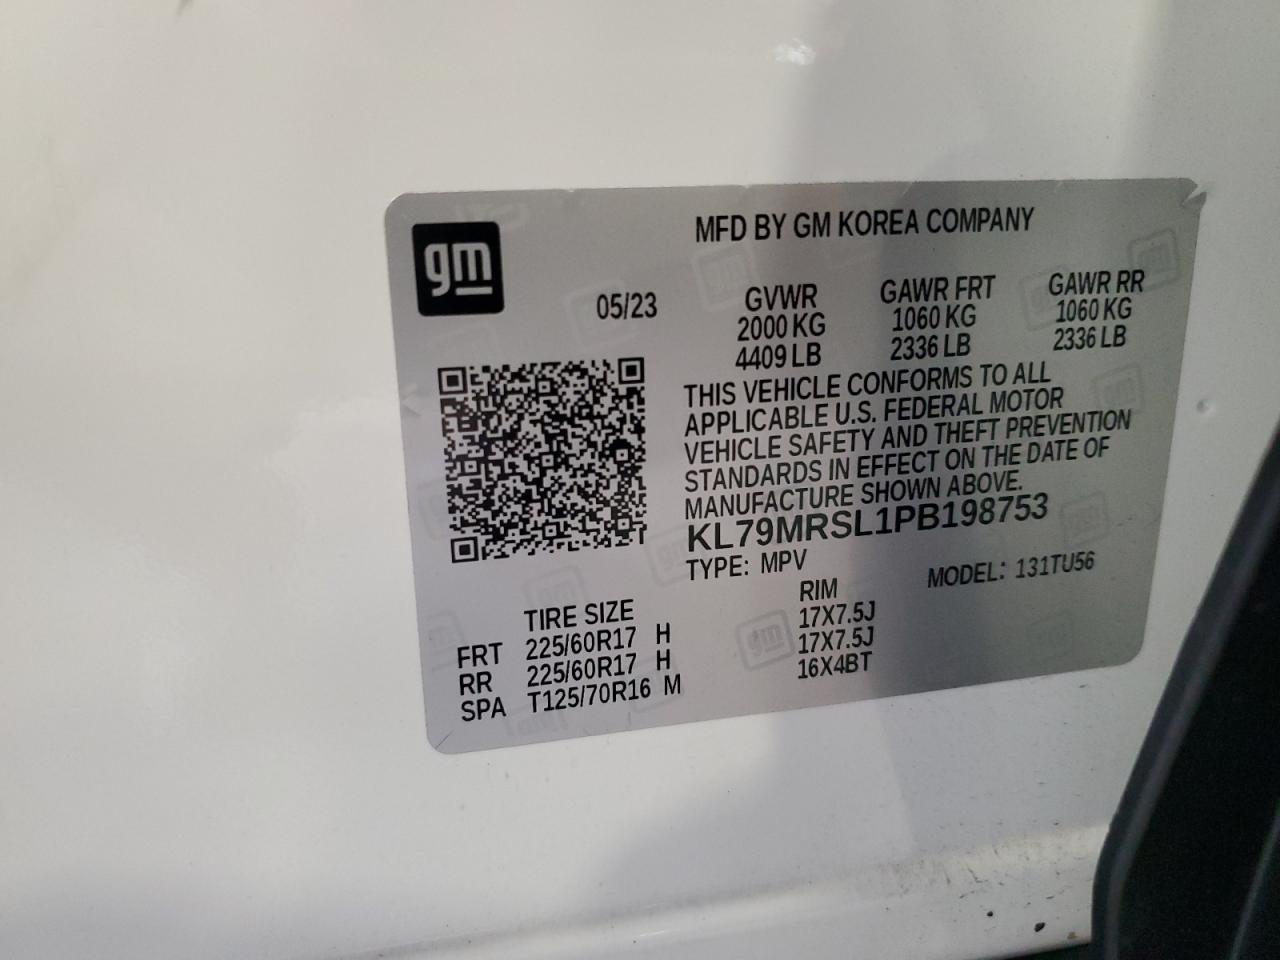 gm
MFD BY GM KOREA COMPANY
05/23
GVWR GAWR FRT GAWR RR
2000 KG 1060 KG 1060 KG
4409 LB 2336 LB 2336 LB
THIS VEHICLE CONFORMS TO ALL
APPLICABLE U.S. FEDERAL MOTOR
VEHICLE SAFETY AND THEFT PREVENTION
STANDARDS IN EFFECT ON THE DATE OF
MANUFACTURE SHOWN ABOVE.
KL79MRSL1PB198753
TYPE: MPV MODEL: 131TU56
TIRE SIZE RIM
FRT 225/60R17 H 17X7.5J
RR 225/60R17 H 17X7.5J
SPA T125/70R16 M 16X4BT